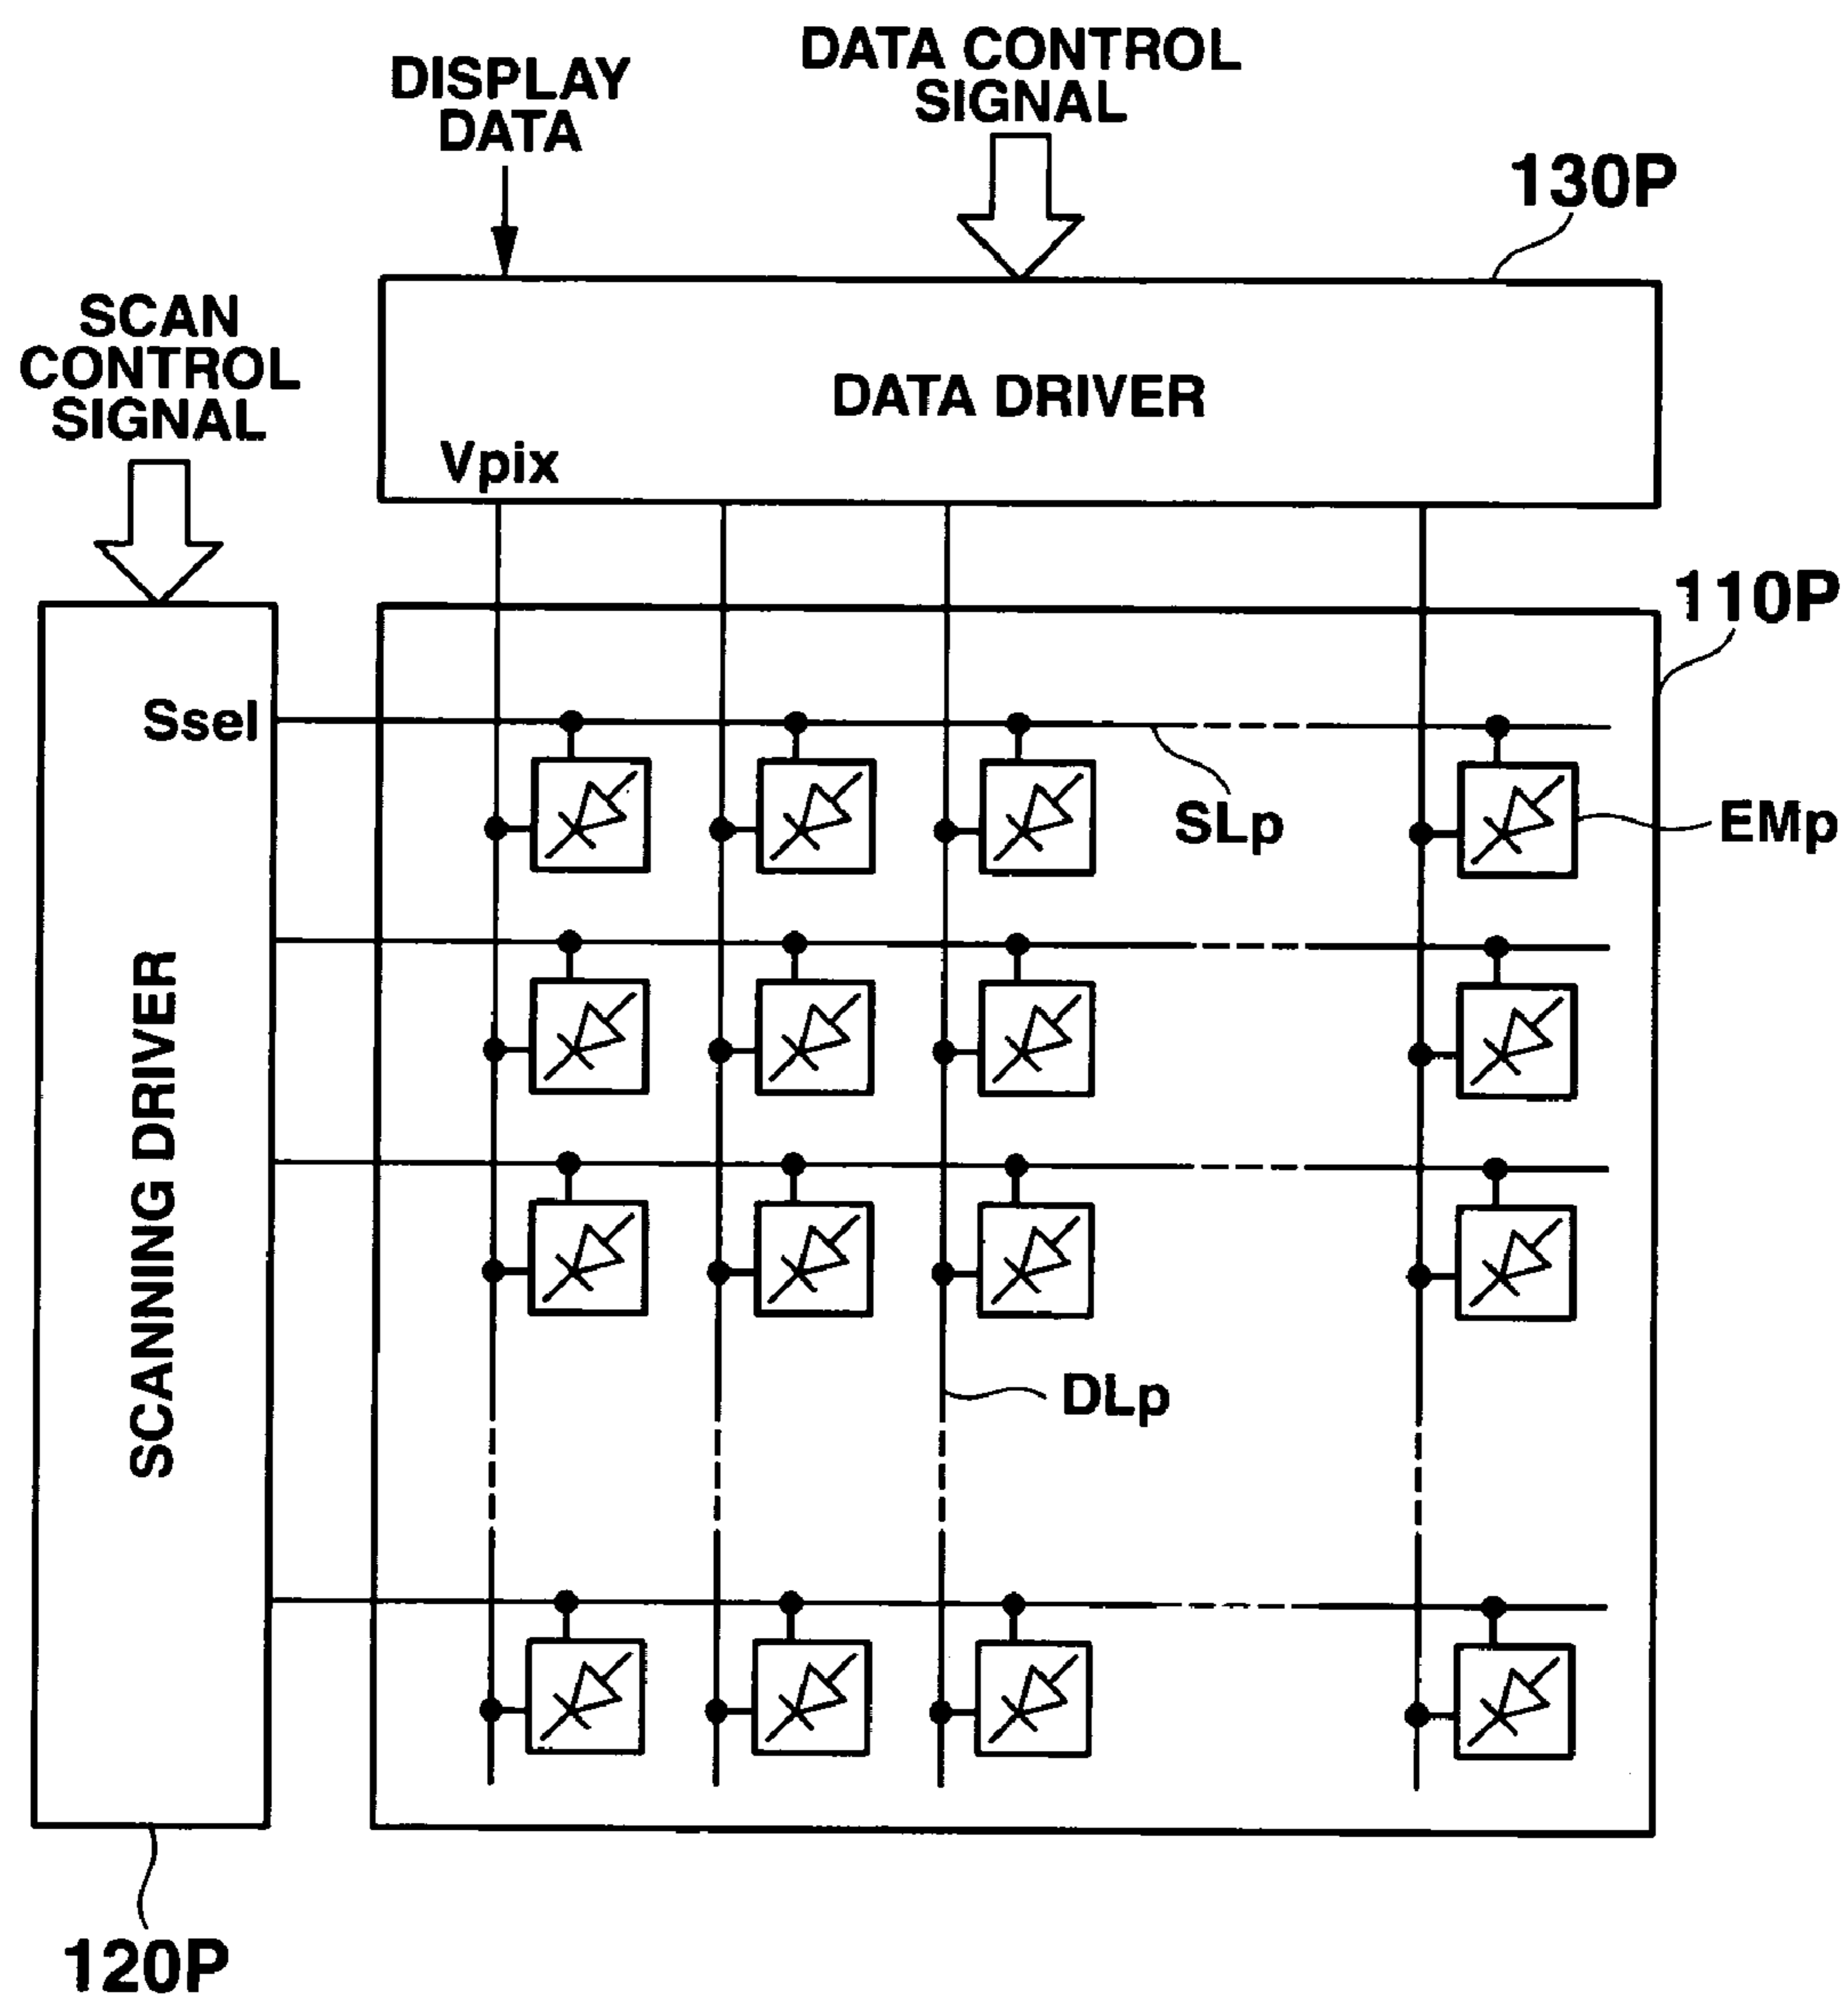 DATA CONTROL
SIGNAL
DISPLAY
DATA
130P
SCAN
CONTROL
SIGNAL
DATA DRIVER
Vpix
110P
Ssel
SLp
EMp
SCANNING DRIVER
DLp
120P